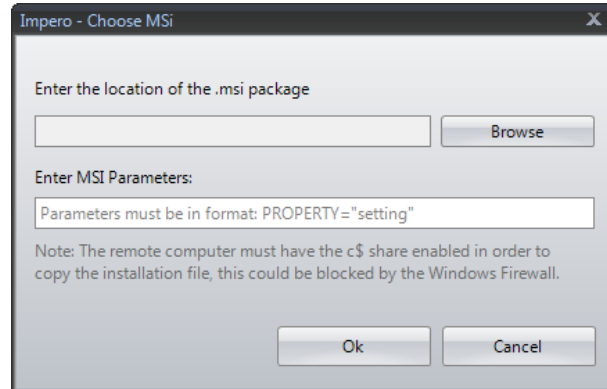 Impero - Choose MSi
X
Enter the location of the .msi package
Browse
Enter MSI Parameters:
Parameters must be in format: PROPERTY="setting"
Note: The remote computer must have the c$ share enabled in order to
copy the installation file, this could be blocked by the Windows Firewall.
Ok Cancel